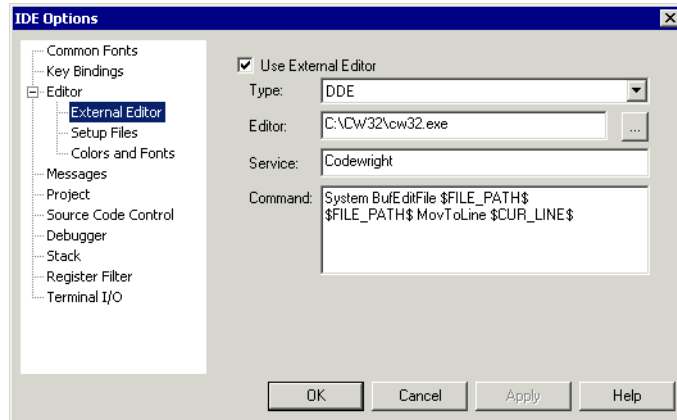 IDE Options
Common Fonts
Key Bindings
Editor
External Editor
Setup Files
Colors and Fonts
Messages
Project
Source Code Control
Debugger
Stack
Register Filter
Terminal I/O
Use External Editor
Type: DDE
Editor: C:\CW32\cw32.exe ...
Service: Codewright
Command: System BufEditFile $FILE_PATH$
$FILE_PATH$ MovToLine $CUR_LINE$
OK Cancel Apply Help